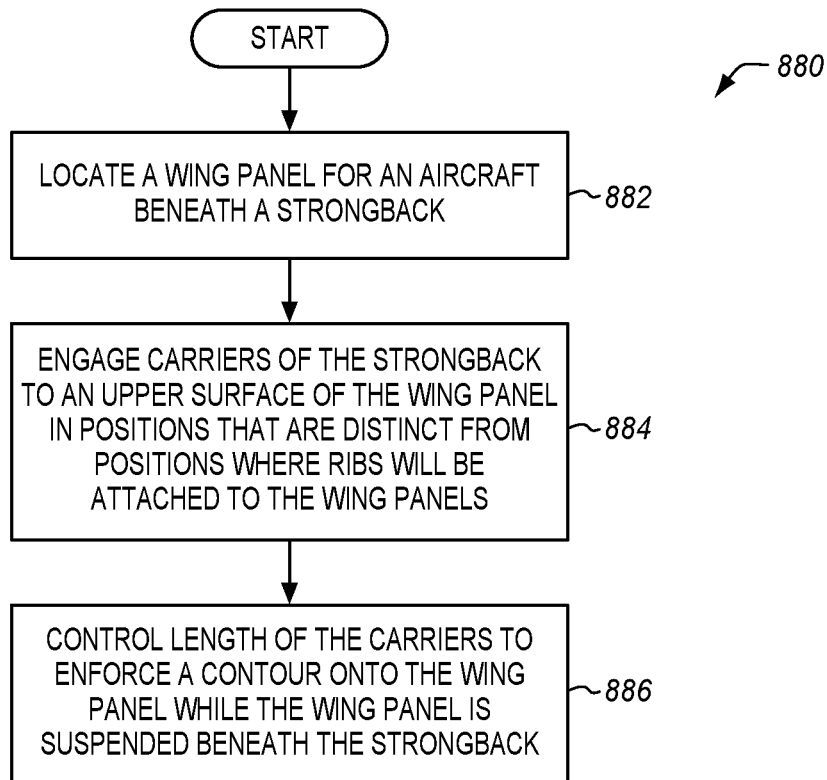 START
880
LOCATE A WING PANEL FOR AN AIRCRAFT
BENEATH A STRONGBACK
882
ENGAGE CARRIERS OF THE STRONGBACK
TO AN UPPER SURFACE OF THE WING PANEL
IN POSITIONS THAT ARE DISTINCT FROM
POSITIONS WHERE RIBS WILL BE
ATTACHED TO THE WING PANELS
884
CONTROL LENGTH OF THE CARRIERS TO
ENFORCE A CONTOUR ONTO THE WING
PANEL WHILE THE WING PANEL IS
SUSPENDED BENEATH THE STRONGBACK
886